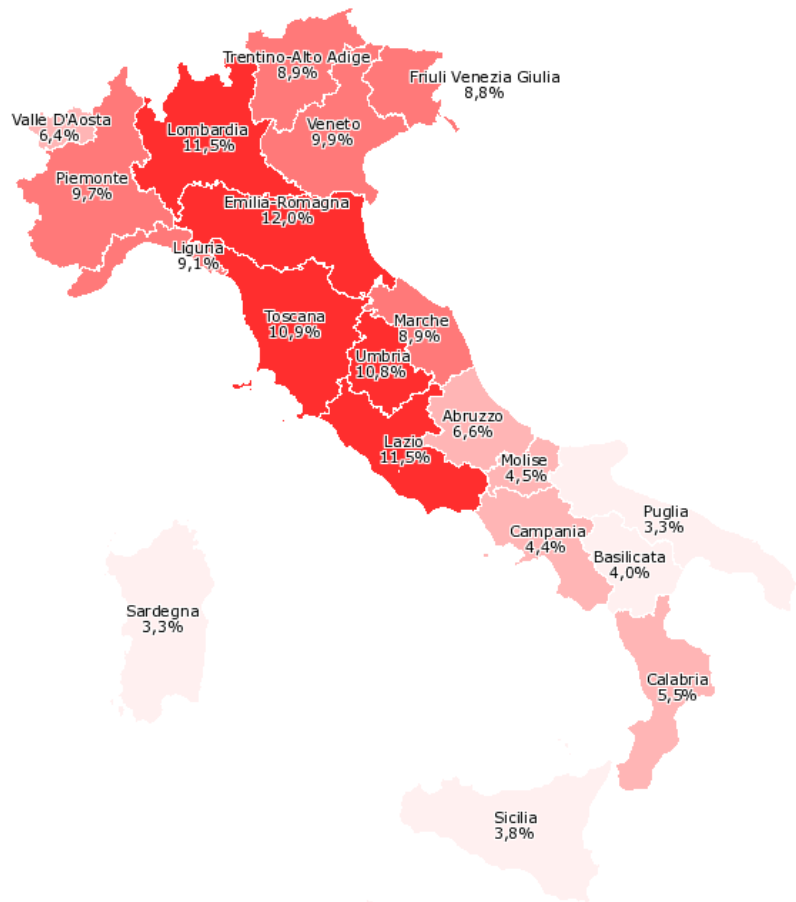 Trentino-Alto Adige
8,9%
Friuli Venezia Giulia
8,8%
Valle D'Aosta
6,4%
Lombardia
11,5%
Veneto
9,9%
Piemonte
9,7%
Emilia-Romagna
12,0%
Liguria
9,1%
Toscana
10,9%
Marche
8,9%
Umbria
10,8%
Abruzzo
6,6%
Lazio
11,5%
Molise
4,5%
Puglia
3,3%
Campania
4,4%
Basilicata
4,0%
Sardegna
3,3%
Calabria
5,5%
Sicilia
3,8%